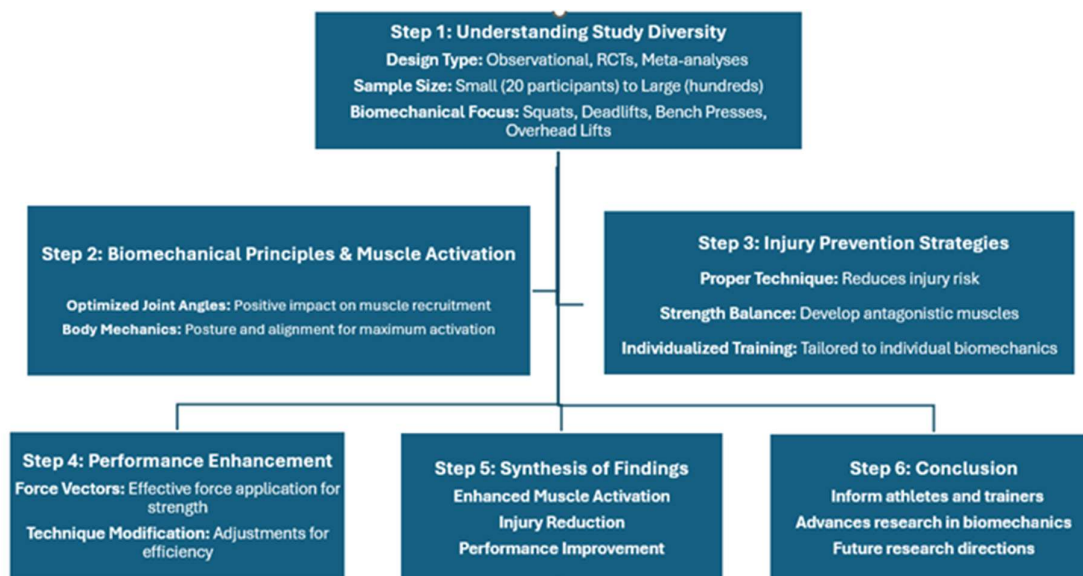 Step 1: Understanding Study Diversity
Design Type: Observational, RCTs, Meta-analyses
Sample Size: Small (20 participants) to Large (hundreds)
Biomechanical Focus: Squats, Deadlifts, Bench Presses,
Overhead Lifts
Step 2: Biomechanical Principles & Muscle Activation
Optimized Joint Angles: Positive impact on muscle recruitment
Body Mechanics: Posture and alignment for maximum activation
Step 3: Injury Prevention Strategies
Proper Technique: Reduces injury risk
Strength Balance: Develop antagonistic muscles
Individualized Training: Tailored to individual biomechanics
Step 4: Performance Enhancement
Force Vectors: Effective force application for
strength
Technique Modification: Adjustments for
efficiency
Step 5: Synthesis of Findings
Enhanced Muscle Activation
Injury Reduction
Performance Improvement
Step 6: Conclusion
Inform athletes and trainers
Advances research in biomechanics
Future research directions